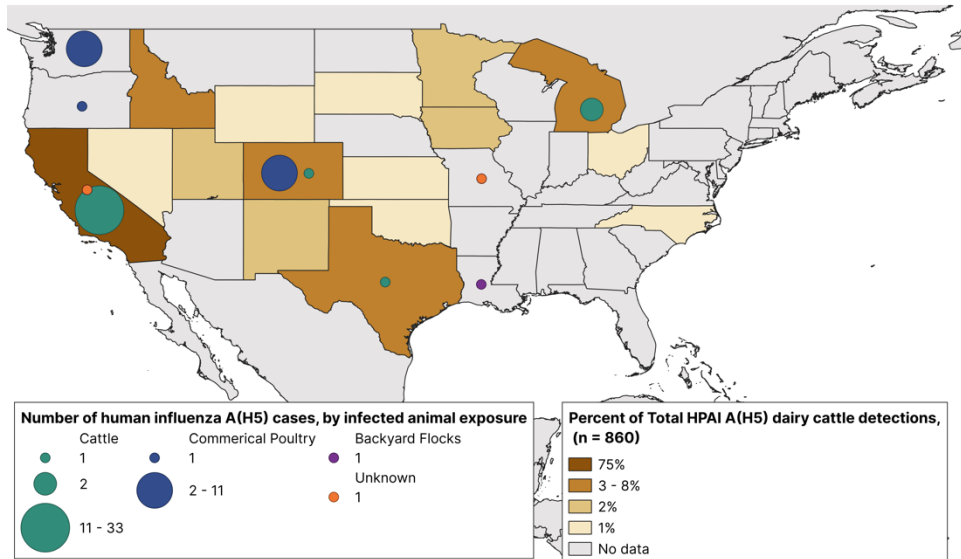 Number of human influenza A(H5) cases, by infected animal exposure
Cattle
1
2
11 - 33
Commerical Poultry
1
2 - 11
Backyard Flocks
1
Unknown
1
Percent of Total HPAI A(H5) dairy cattle detections,
(n = 860)
75%
3 - 8%
2%
1%
No data